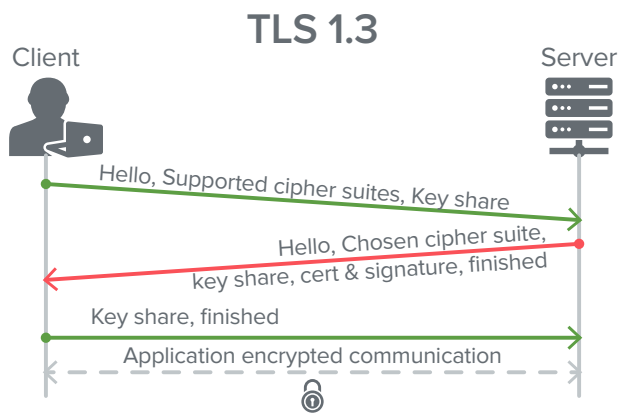 TLS 1.3
Client
Server
Hello, Supported cipher suites, Key share
Hello, Chosen cipher suite,
key share, cert & signature, finished
Key share, finished
Application encrypted communication